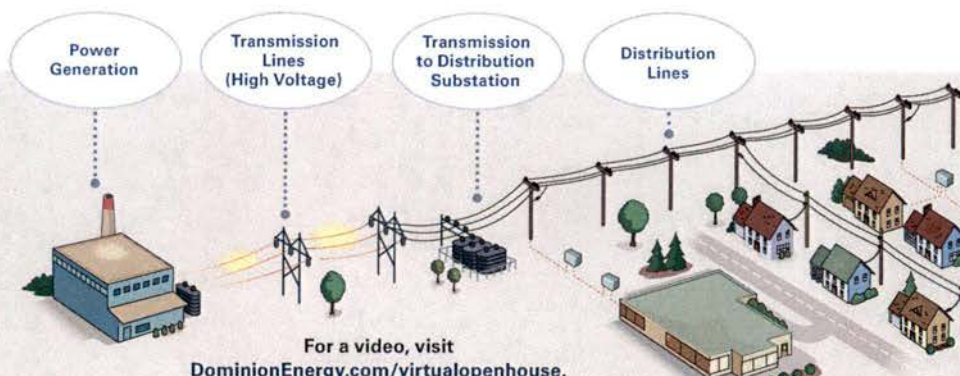 Power
Generation
Transmission
Lines
(High Voltage)
Transmission
to Distribution
Substation
Distribution
Lines
For a video, visit
DominionEnergy.com/virtualopenhouse.